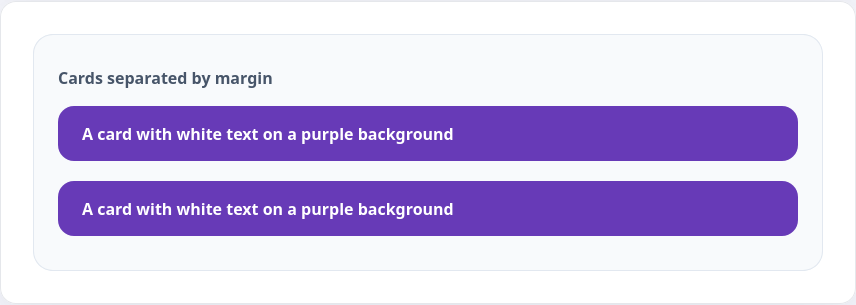 Cards separated by margin
A card with white text on a purple background
A card with white text on a purple background